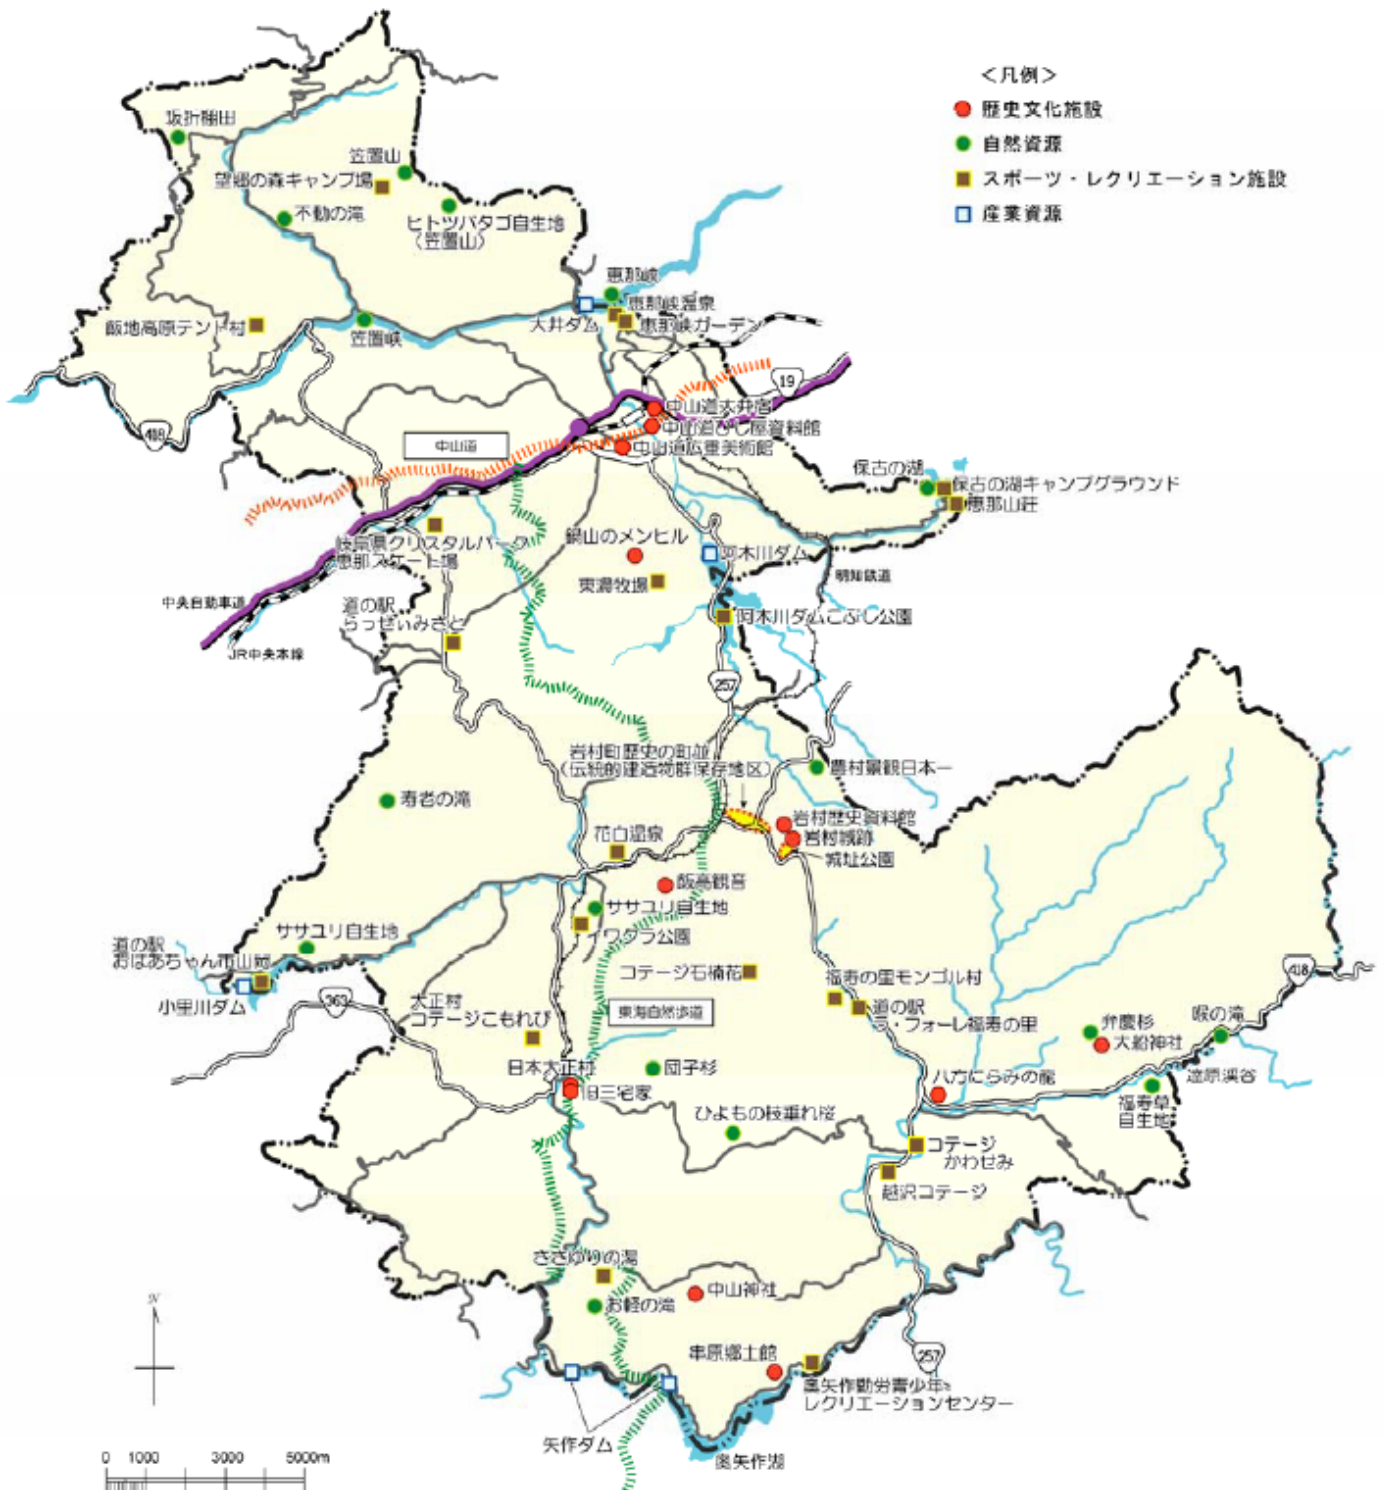 ＜凡例＞
歴史文化施設
自然資源
スポーツ・レクリエーション施設
産業資源
坂折棚田
笠置山
望郷の森キャンプ場
不動の滝
ヒトツバタゴ自生地
（笠置山）
恵那峡
恵那峡温泉
大井ダム
恵那峡ガーデン
飯地高原テント村
笠置峡
19
418
中山道大井宿
中山道ひし屋資料館
中山道広重美術館
中山道
保古の湖
保古の湖キャンプグラウンド
恵那山荘
岐阜県クリスタルパーク
恵那スケート場
鍋山のメンヒル
阿木川ダム
東濃牧場
明知鉄道
中央自動車道
道の駅
らっせぃみさと
阿木川ダムこぶし公園
JR中央本線
257
岩村町歴史の町並
（伝統的建造物群保存地区）
農村景観日本一
寿老の滝
岩村歴史資料館
岩村城跡
城址公園
花白温泉
飯高観音
ササユリ自生地
イワクラ公園
ササユリ自生地
道の駅
おばあちゃん市山岡
小里川ダム
コテージ石楠花
福寿の里モンゴル村
道の駅
ラ・フォーレ福寿の里
418
363
大正村
コテージこもれび
東海自然歩道
弁慶杉
大船神社
喉の滝
達原渓谷
日本大正村
旧三宅家
団子杉
八方にらみの龍
福寿草
自生地
ひよもの枝垂れ桜
コテージ
かわせみ
越沢コテージ
ささゆりの湯
中山神社
お軽の滝
串原郷土館
257
奥矢作勤労青少年
レクリエーションセンター
矢作ダム
奥矢作湖
N
0 1000 3000 5000m